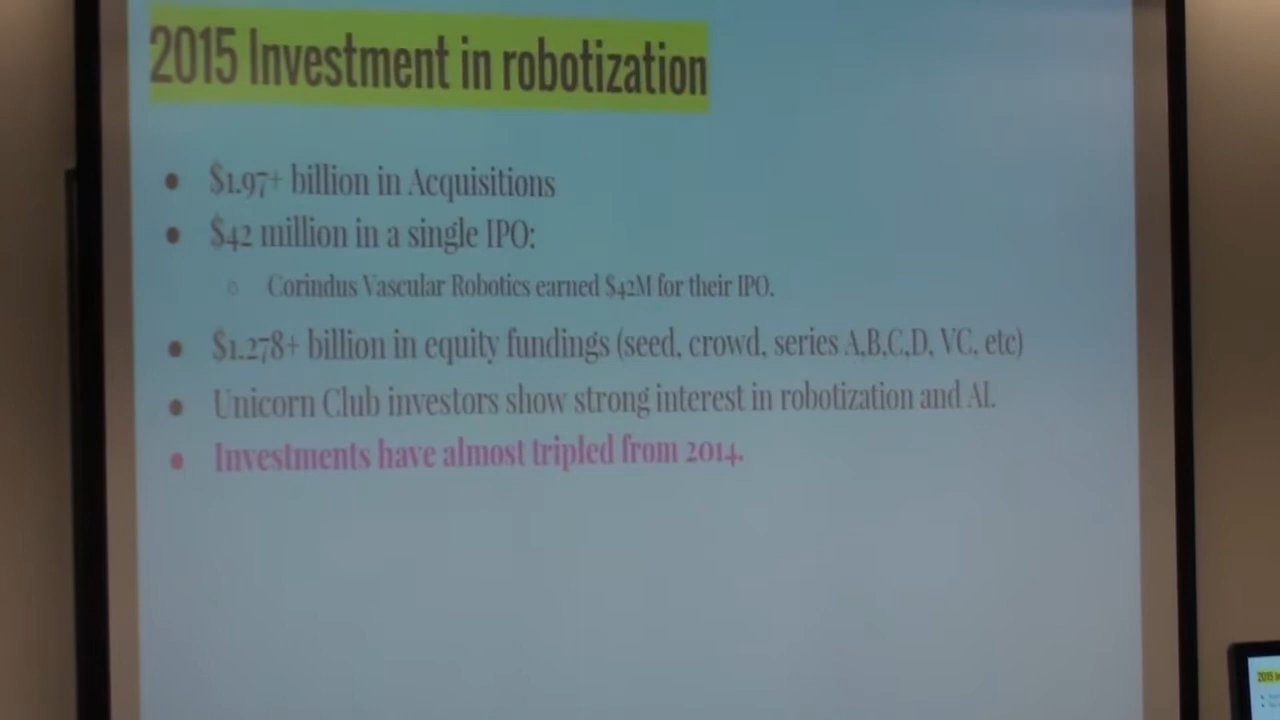 2015 Investment in robotization
● $1.97+ billion in Acquisitions
● $42 million in a single IPO:
○ Corindus Vascular Robotics earned $42M for their IPO.
● $1.278+ billion in equity fundings (seed, crowd, series A,B,C,D, VC, etc)
● Unicorn Club investors show strong interest in robotization and AI.
● Investments have almost tripled from 2014.
2015